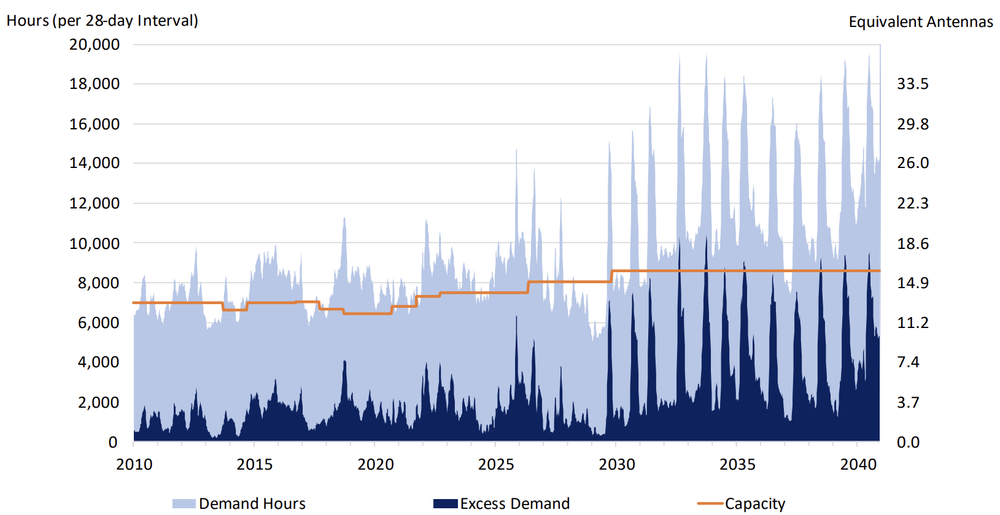 Hours (per 28-day Interval)
Equivalent Antennas
20,000
18,000 33.5
16,000 29.8
14,000 26.0
12,000 22.3
10,000 18.6
8,000 14.9
6,000 11.2
4,000 7.4
2,000 3.7
0 0.0
2010 2015 2020 2025 2030 2035 2040
Demand Hours Excess Demand Capacity